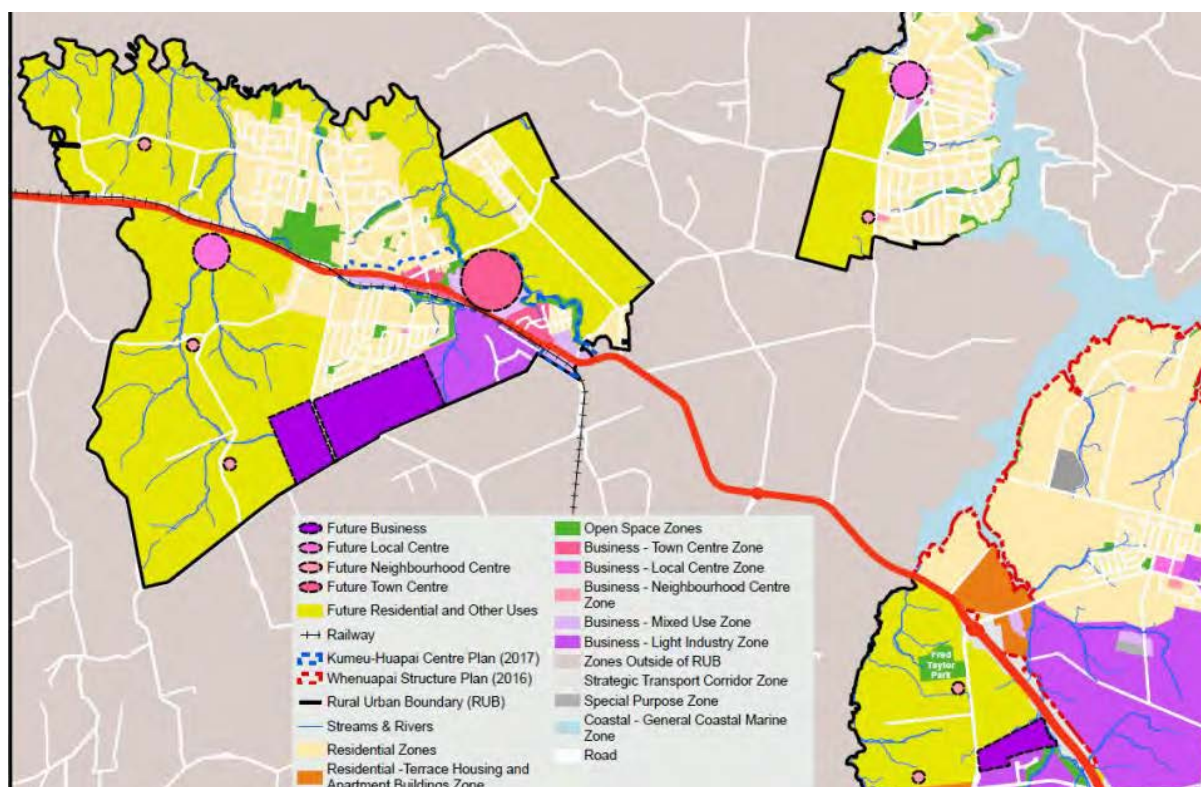 Fred
Taylor
Park
Future Business
Future Local Centre
Future Neighbourhood Centre
Future Town Centre
Future Residential and Other Uses
Railway
Kumeu-Huapai Centre Plan (2017)
Whenuapai Structure Plan (2016)
Rural Urban Boundary (RUB)
Streams & Rivers
Residential Zones
Residential -Terrace Housing and
Apartment Buildings Zone
Open Space Zones
Business - Town Centre Zone
Business - Local Centre Zone
Business - Neighbourhood Centre
Zone
Business - Mixed Use Zone
Business - Light Industry Zone
Zones Outside of RUB
Strategic Transport Corridor Zone
Special Purpose Zone
Coastal - General Coastal Marine
Zone
Road